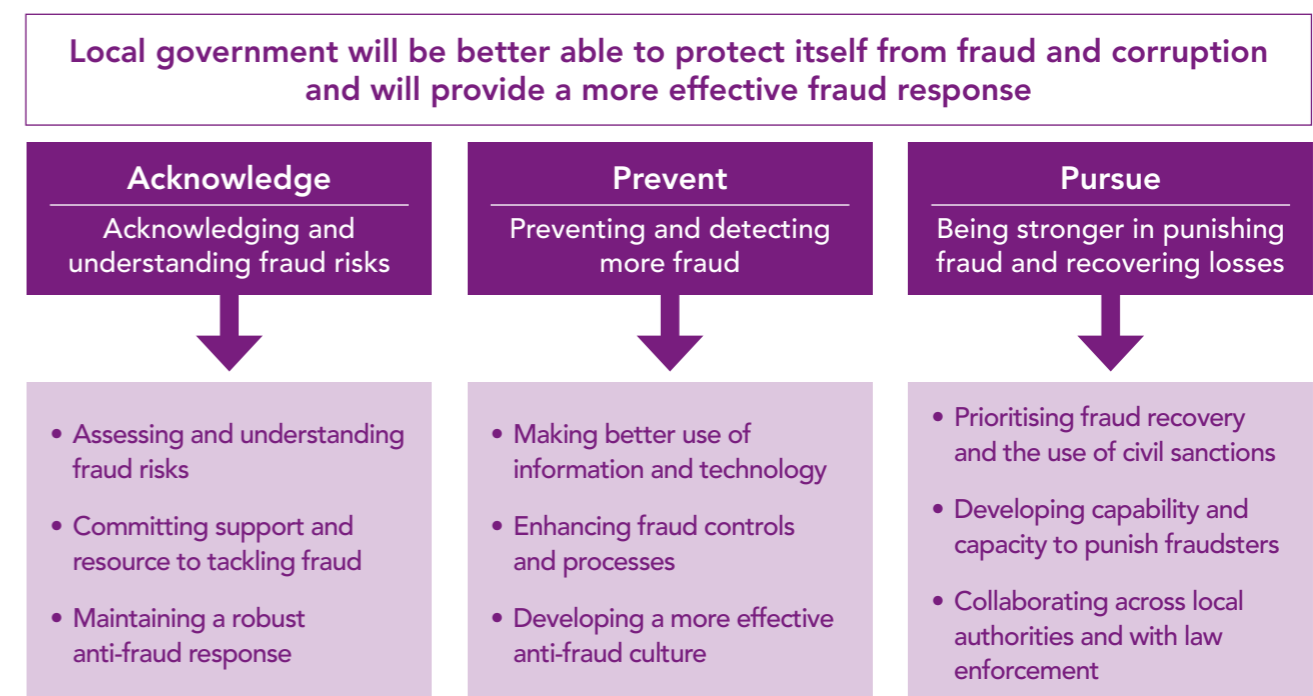 Local government will be better able to protect itself from fraud and corruption
and will provide a more effective fraud response
Acknowledge
Acknowledging and
understanding fraud risks
• Assessing and understanding
fraud risks
• Committing support and
resource to tackling fraud
• Maintaining a robust
anti-fraud response
Prevent
Preventing and detecting
more fraud
• Making better use of
information and technology
• Enhancing fraud controls
and processes
• Developing a more effective
anti-fraud culture
Pursue
Being stronger in punishing
fraud and recovering losses
• Prioritising fraud recovery
and the use of civil sanctions
• Developing capability and
capacity to punish fraudsters
• Collaborating across local
authorities and with law
enforcement